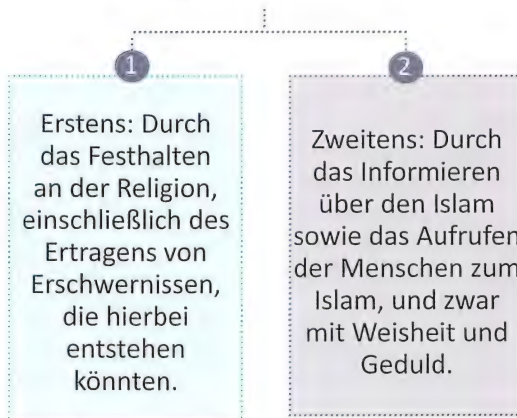 1
Erstens: Durch
das Festhalten
an der Religion,
einschließlich des
Ertragens von
Erschwernissen,
die hierbei
entstehen
könnten.
2
Zweitens: Durch
das Informieren
über den Islam
sowie das Aufrufen
der Menschen zum
Islam, und zwar
mit Weisheit und
Geduld.